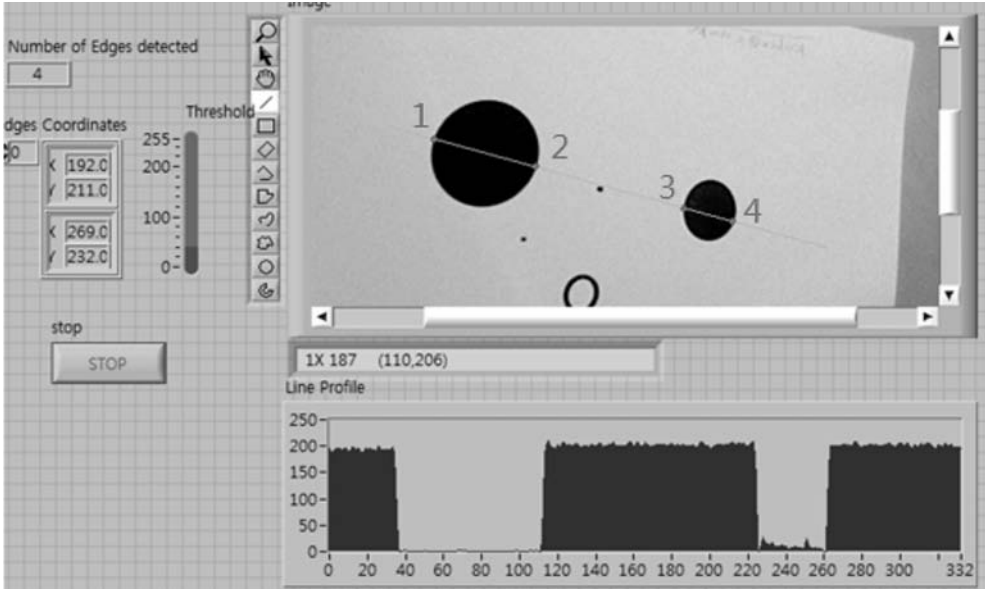 Image
Number of Edges detected
4
Threshold
dges Coordinates
0
X 192.0
Y 211.0
X 269.0
Y 232.0
255
200
100
0
1
2
3
4
stop
STOP
1X 187 (110,206)
Line Profile
250
200
150
100
50
0
0 20 40 60 80 100 120 140 160 180 200 220 240 260 280 300 332